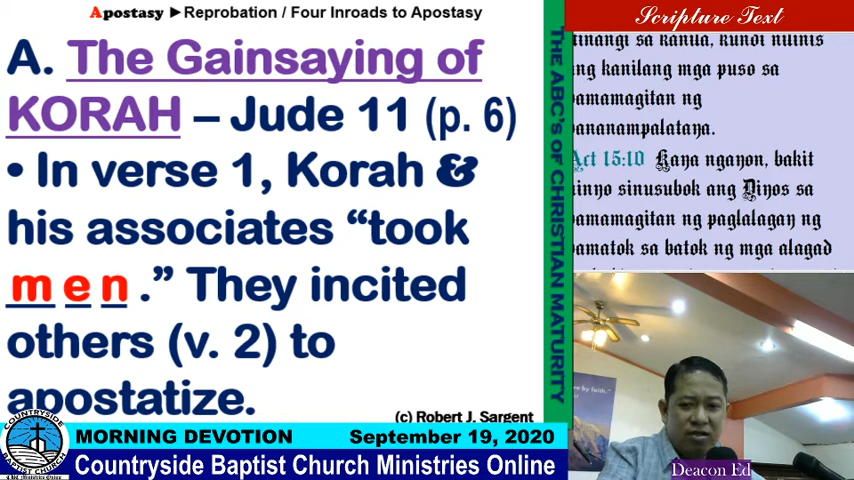 Apostasy ►Reprobation / Four Inroads to Apostasy
A. The Gainsaying of
KORAH – Jude 11 (p. 6)
• In verse 1, Korah &
his associates “took
m e n .” They incited
others (v. 2) to
apostatize.
(c) Robert J. Sargent
THE ABC's OF CHRISTIAN MATURITY
Scripture Text
ang kanilang mga puso sa
pamamagitan ng
pananampalataya.
Act 15:10 Kaya ngayon, bakit
ninyo sinusubok ang Diyos sa
pamamagitan ng paglalagay ng
pamatok sa batok ng mga alagad
by faith.
Deacon Ed
COUNTRYSIDE
BAPTIST CHURCH
MORNING DEVOTION September 19, 2020
Countryside Baptist Church Ministries Online